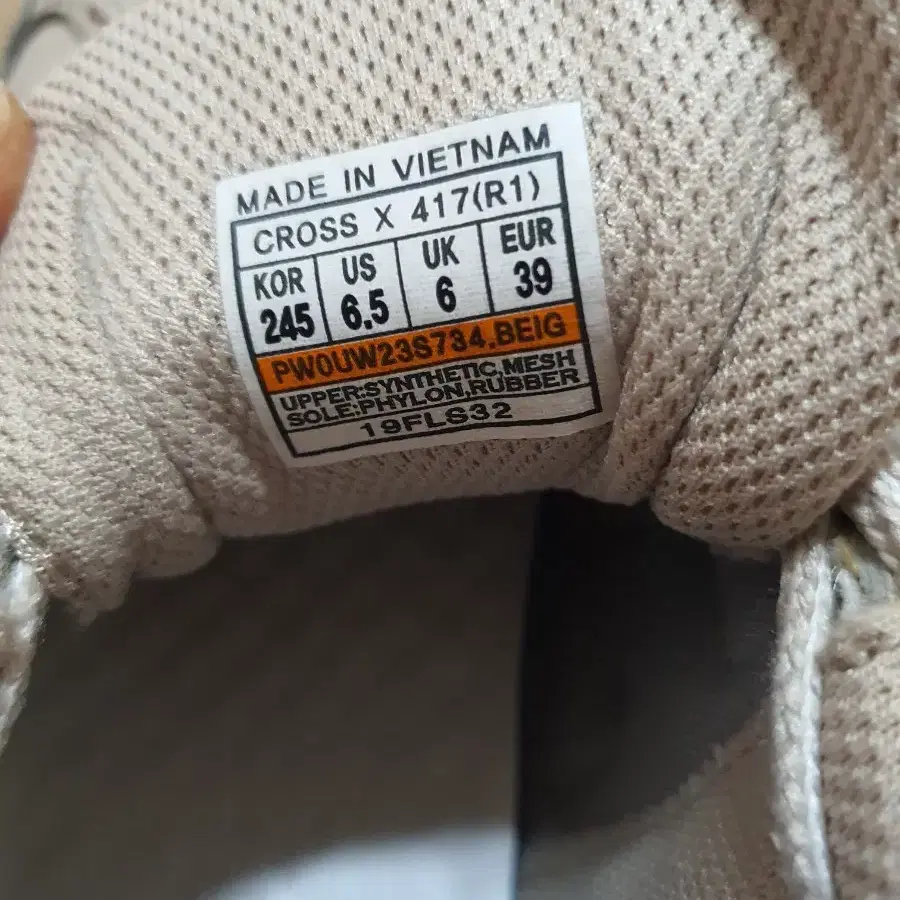 MADE IN VIETNAM
CROSS X 417(R1)
KOR US UK EUR
245 6.5 6 39
PW0UW23S734.BEIG
UPPER:SYNTHETIC,MESH
SOLE:PHYLON,RUBBER
19FLS32